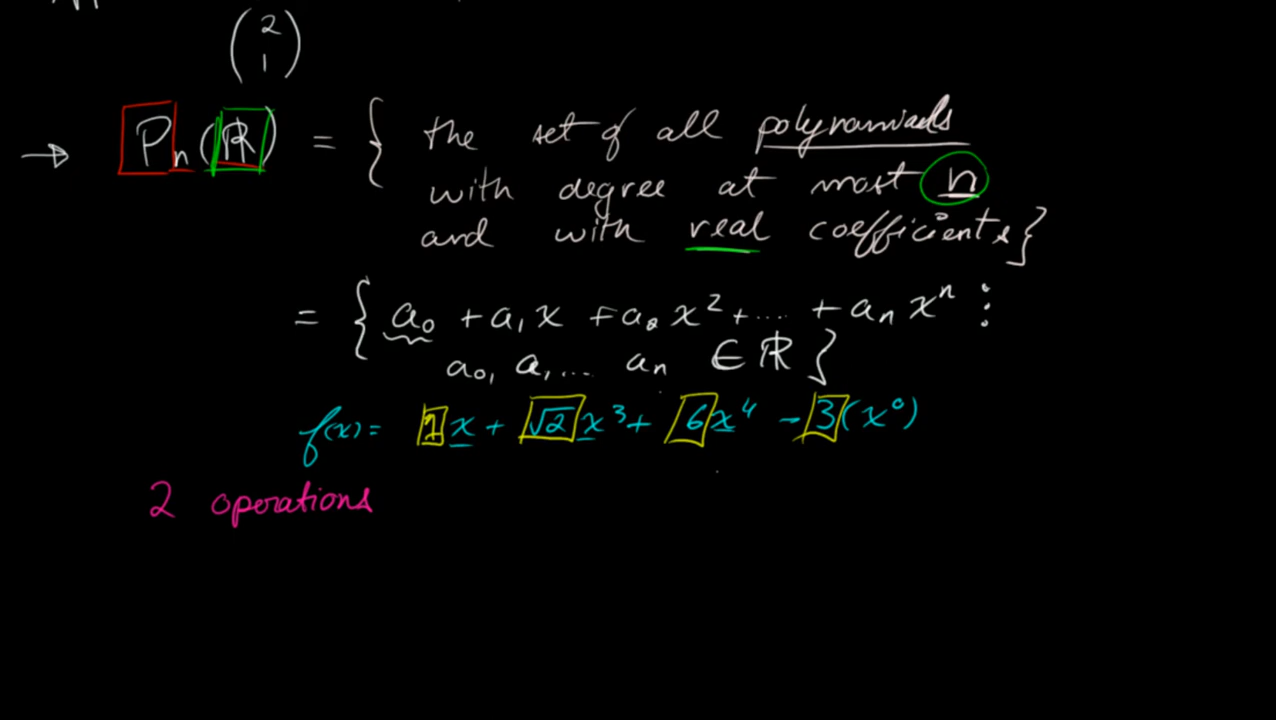 (2
1)
→ Pn(ℝ) = { the set of all polynomials
with degree at most n
and with real coefficients}
= { a₀ + a₁x + a₂x² + .... + aₙxⁿ :
a₀, a,... aₙ ∈ ℝ }
f(x) = 1x + √2x³ + 6x⁴ - 3(x⁰)
2 operations